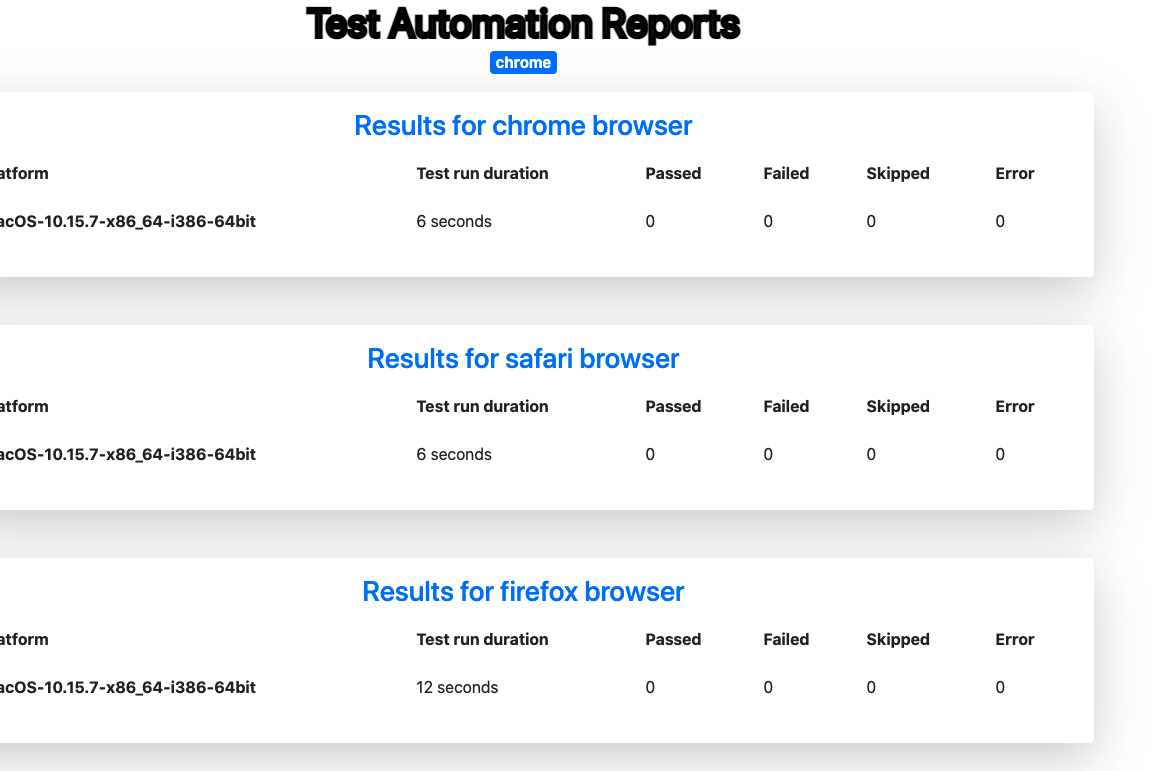 Test Automation Reports
chrome
Results for chrome browser
atform Test run duration Passed Failed Skipped Error
acOS-10.15.7-x86_64-i386-64bit 6 seconds 0 0 0 0
Results for safari browser
atform Test run duration Passed Failed Skipped Error
acOS-10.15.7-x86_64-i386-64bit 6 seconds 0 0 0 0
Results for firefox browser
atform Test run duration Passed Failed Skipped Error
acOS-10.15.7-x86_64-i386-64bit 12 seconds 0 0 0 0